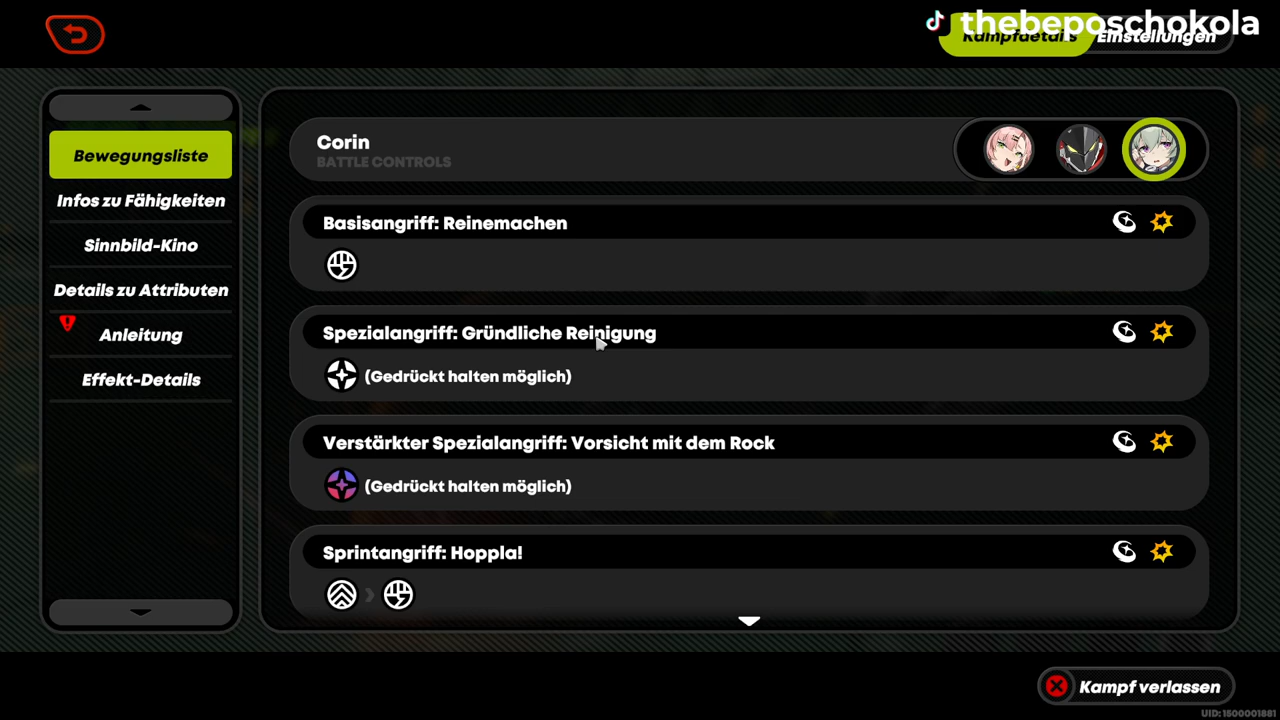 thebeposchokola
Kampfdetails
Einstellungen
Bewegungsliste
Infos zu Fähigkeiten
Sinnbild-Kino
Details zu Attributen
Anleitung
Effekt-Details
Corin
BATTLE CONTROLS
Basisangriff: Reinemachen
Spezialangriff: Gründliche Reinigung
(Gedrückt halten möglich)
Verstärkter Spezialangriff: Vorsicht mit dem Rock
(Gedrückt halten möglich)
Sprintangriff: Hoppla!
Kampf verlassen
UID: 1500001881